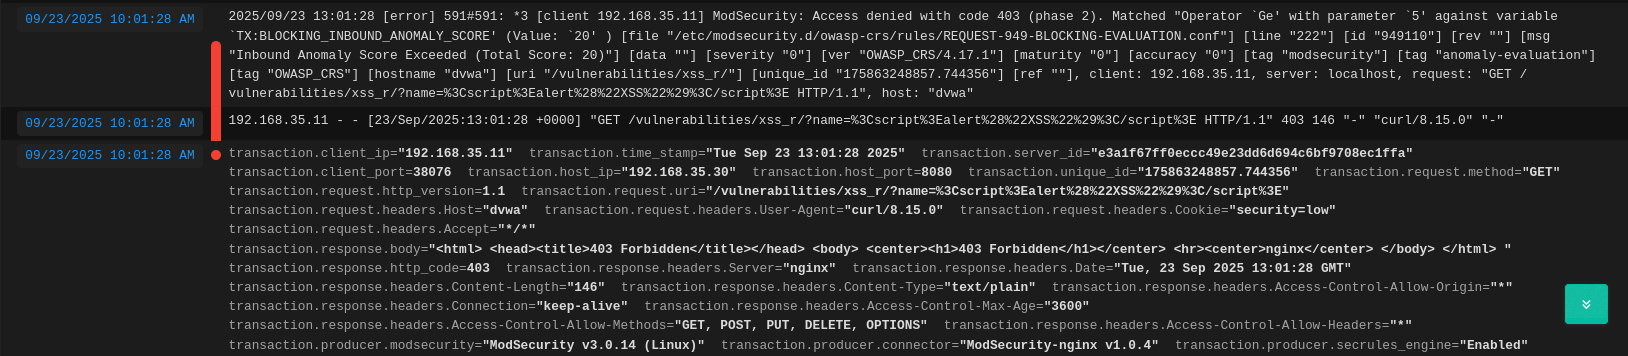 09/23/2025 10:01:28 AM
2025/09/23 13:01:28 [error] 591#591: *3 [client 192.168.35.11] ModSecurity: Access denied with code 403 (phase 2). Matched "Operator `Ge' with parameter `5' against variable
`TX:BLOCKING_INBOUND_ANOMALY_SCORE' (Value: `20' ) [file "/etc/modsecurity.d/owasp-crs/rules/REQUEST-949-BLOCKING-EVALUATION.conf"] [line "222"] [id "949110"] [rev ""] [msg
"Inbound Anomaly Score Exceeded (Total Score: 20)"] [data ""] [severity "0"] [ver "OWASP_CRS/4.17.1"] [maturity "0"] [accuracy "0"] [tag "modsecurity"] [tag "anomaly-evaluation"]
[tag "OWASP_CRS"] [hostname "dvwa"] [uri "/vulnerabilities/xss_r/"] [unique_id "175863248857.744356"] [ref ""], client: 192.168.35.11, server: localhost, request: "GET /
vulnerabilities/xss_r/?name=%3Cscript%3Ealert%28%22XSS%22%29%3C/script%3E HTTP/1.1", host: "dvwa"
09/23/2025 10:01:28 AM
192.168.35.11 - - [23/Sep/2025:13:01:28 +0000] "GET /vulnerabilities/xss_r/?name=%3Cscript%3Ealert%28%22XSS%22%29%3C/script%3E HTTP/1.1" 403 146 "-" "curl/8.15.0" "-"
09/23/2025 10:01:28 AM
transaction.client_ip="192.168.35.11" transaction.time_stamp="Tue Sep 23 13:01:28 2025" transaction.server_id="e3a1f67ff0eccc49e23dd6d694c6bf9708ec1ffa"
transaction.client_port=38076 transaction.host_ip="192.168.35.30" transaction.host_port=8080 transaction.unique_id="175863248857.744356" transaction.request.method="GET"
transaction.request.http_version=1.1 transaction.request.uri="/vulnerabilities/xss_r/?name=%3Cscript%3Ealert%28%22XSS%22%29%3C/script%3E"
transaction.request.headers.Host="dvwa" transaction.request.headers.User-Agent="curl/8.15.0" transaction.request.headers.Cookie="security=low"
transaction.request.headers.Accept="*/*"
transaction.response.body="<html> <head><title>403 Forbidden</title></head> <body> <center><h1>403 Forbidden</h1></center> <hr><center>nginx</center> </body> </html> "
transaction.response.http_code=403 transaction.response.headers.Server="nginx" transaction.response.headers.Date="Tue, 23 Sep 2025 13:01:28 GMT"
transaction.response.headers.Content-Length="146" transaction.response.headers.Content-Type="text/plain" transaction.response.headers.Access-Control-Allow-Origin="*"
transaction.response.headers.Connection="keep-alive" transaction.response.headers.Access-Control-Max-Age="3600"
transaction.response.headers.Access-Control-Allow-Methods="GET, POST, PUT, DELETE, OPTIONS" transaction.response.headers.Access-Control-Allow-Headers="*"
transaction.producer.modsecurity="ModSecurity v3.0.14 (Linux)" transaction.producer.connector="ModSecurity-nginx v1.0.4" transaction.producer.secrules_engine="Enabled"